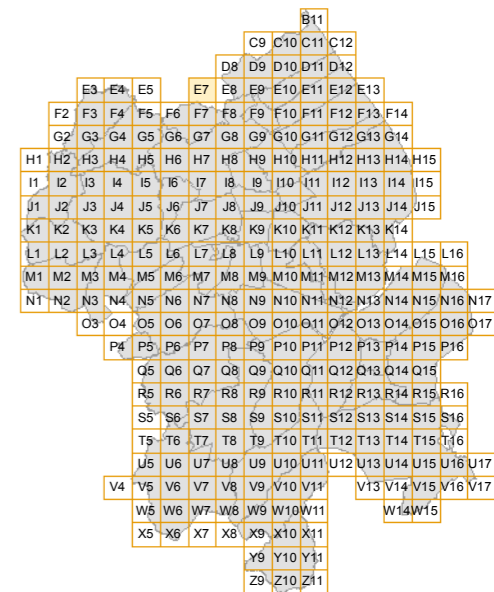 B11
C9 C10 C11 C12
D8 D9 D10 D11 D12
E3 E4 E5 E7 E8 E9 E10 E11 E12 E13
F2 F3 F4 F5 F6 F7 F8 F9 F10 F11 F12 F13 F14
G2 G3 G4 G5 G6 G7 G8 G9 G10 G11 G12 G13 G14
H1 H2 H3 H4 H5 H6 H7 H8 H9 H10 H11 H12 H13 H14 H15
I1 I2 I3 I4 I5 I6 I7 I8 I9 I10 I11 I12 I13 I14 I15
J1 J2 J3 J4 J5 J6 J7 J8 J9 J10 J11 J12 J13 J14 J15
K1 K2 K3 K4 K5 K6 K7 K8 K9 K10 K11 K12 K13 K14
L1 L2 L3 L4 L5 L6 L7 L8 L9 L10 L11 L12 L13 L14 L15 L16
M1 M2 M3 M4 M5 M6 M7 M8 M9 M10 M11 M12 M13 M14 M15 M16
N1 N2 N3 N4 N5 N6 N7 N8 N9 N10 N11 N12 N13 N14 N15 N16 N17
O3 O4 O5 O6 O7 O8 O9 O10 O11 O12 O13 O14 O15 O16 O17
P4 P5 P6 P7 P8 P9 P10 P11 P12 P13 P14 P15 P16
Q5 Q6 Q7 Q8 Q9 Q10 Q11 Q12 Q13 Q14 Q15
R5 R6 R7 R8 R9 R10 R11 R12 R13 R14 R15 R16
S5 S6 S7 S8 S9 S10 S11 S12 S13 S14 S15 S16
T5 T6 T7 T8 T9 T10 T11 T12 T13 T14 T15 T16
U5 U6 U7 U8 U9 U10 U11 U12 U13 U14 U15 U16 U17
V4 V5 V6 V7 V8 V9 V10 V11 V13 V14 V15 V16 V17
W5 W6 W7 W8 W9 W10 W11 W14 W15
X5 X6 X7 X8 X9 X10 X11
Y9 Y10 Y11
Z9 Z10 Z11